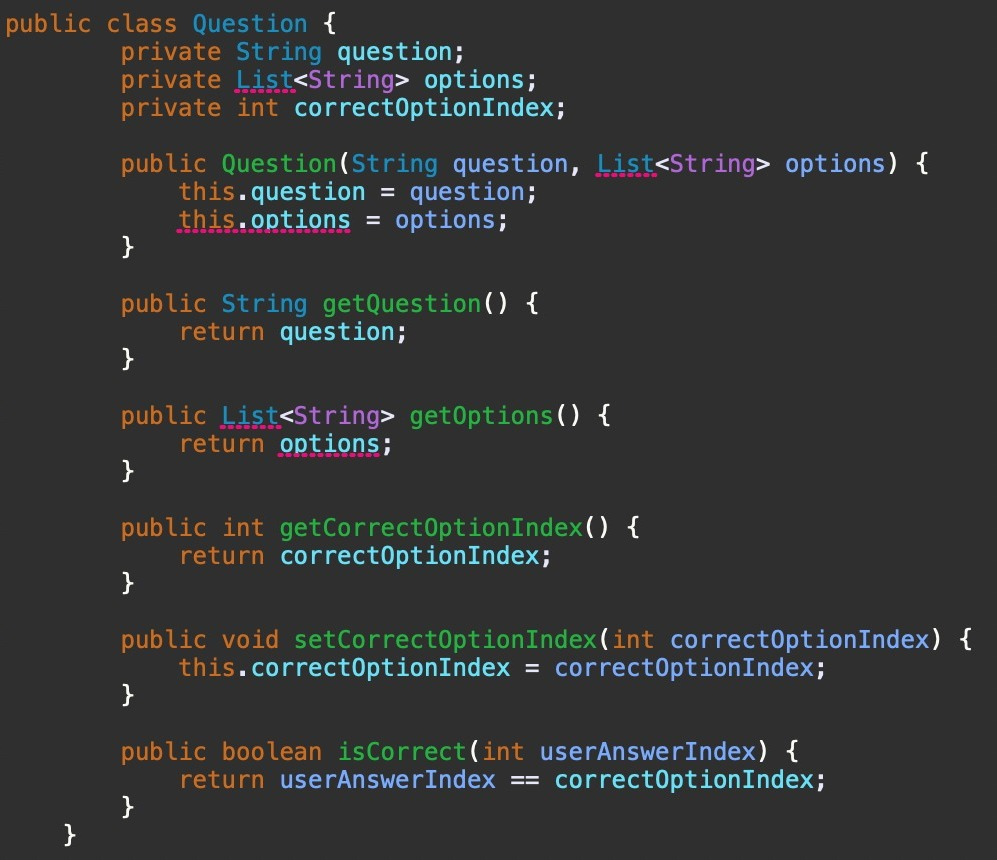 public class Question {
        private String question;
        private List<String> options;
        private int correctOptionIndex;

        public Question(String question, List<String> options) {
            this.question = question;
            this.options = options;
        }

        public String getQuestion() {
            return question;
        }

        public List<String> getOptions() {
            return options;
        }

        public int getCorrectOptionIndex() {
            return correctOptionIndex;
        }

        public void setCorrectOptionIndex(int correctOptionIndex) {
            this.correctOptionIndex = correctOptionIndex;
        }

        public boolean isCorrect(int userAnswerIndex) {
            return userAnswerIndex == correctOptionIndex;
        }
    }